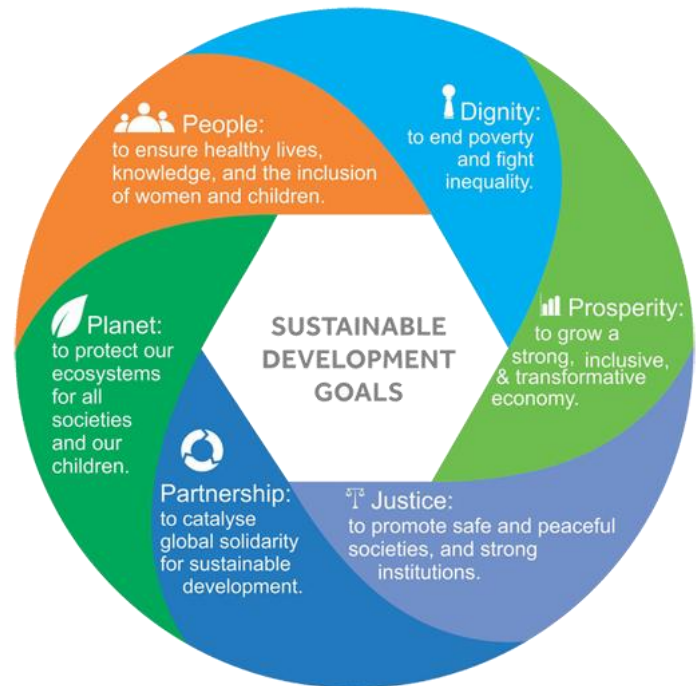 People:
to ensure healthy lives,
knowledge, and the inclusion
of women and children.
Dignity:
to end poverty
and fight
inequality.
Prosperity:
to grow a
strong, inclusive,
& transformative
economy.
Justice:
to promote safe and peaceful
societies, and strong
institutions.
Partnership:
to catalyse
global solidarity
for sustainable
development.
Planet:
to protect our
ecosystems
for all
societies
and our
children.
SUSTAINABLE
DEVELOPMENT
GOALS